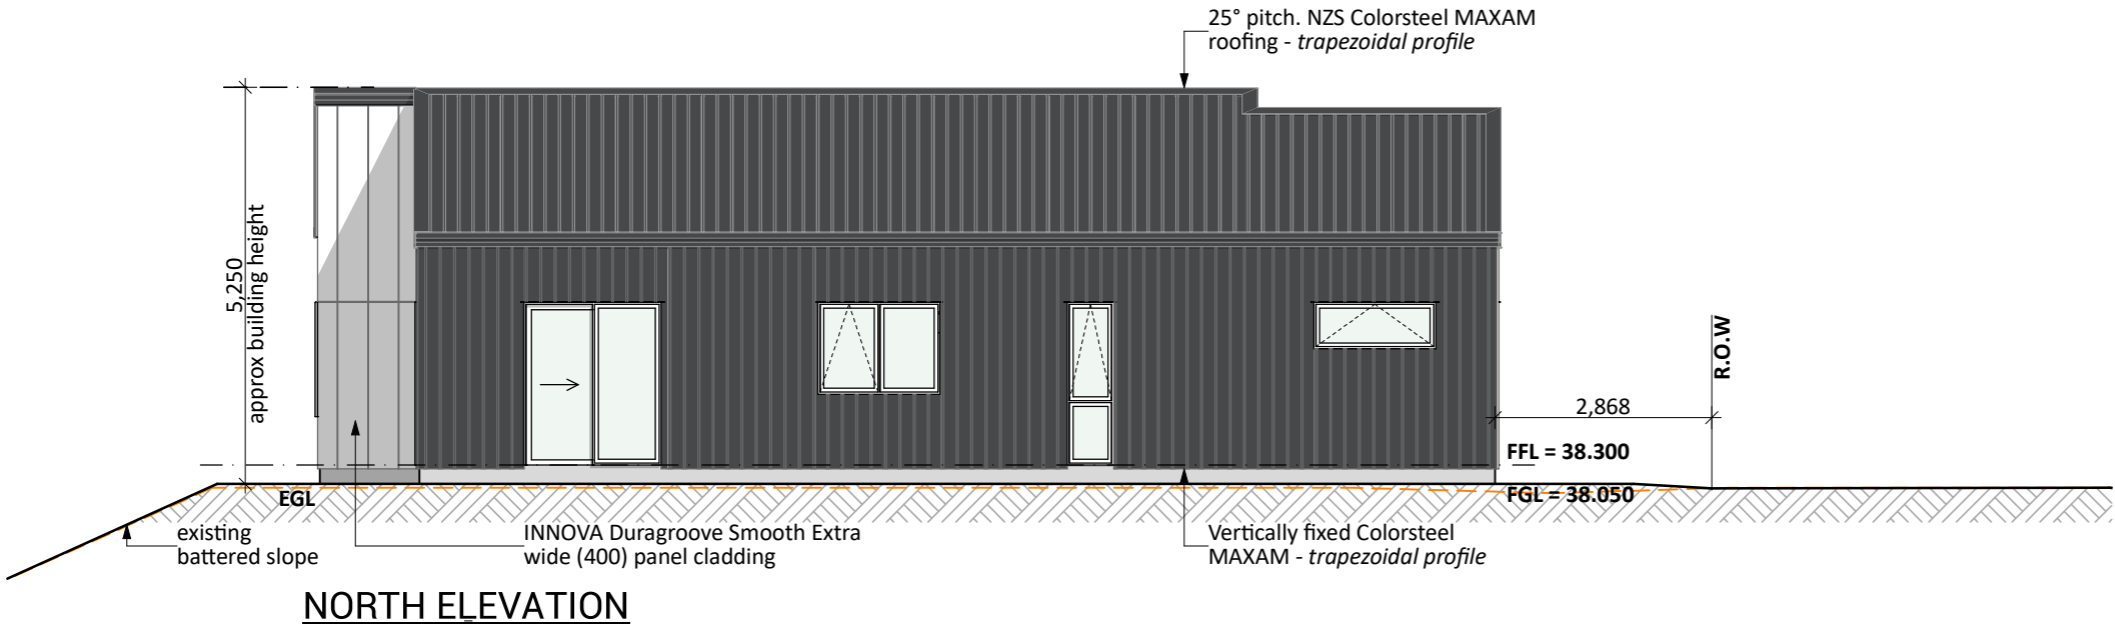 25° pitch. NZS Colorsteel MAXAM
roofing - trapezoidal profile
5,250
approx building height
R.O.W
2,868
FFL = 38.300
FGL = 38.050
EGL
existing
battered slope
INNOVA Duragroove Smooth Extra
wide (400) panel cladding
Vertically fixed Colorsteel
MAXAM - trapezoidal profile
NORTH ELEVATION